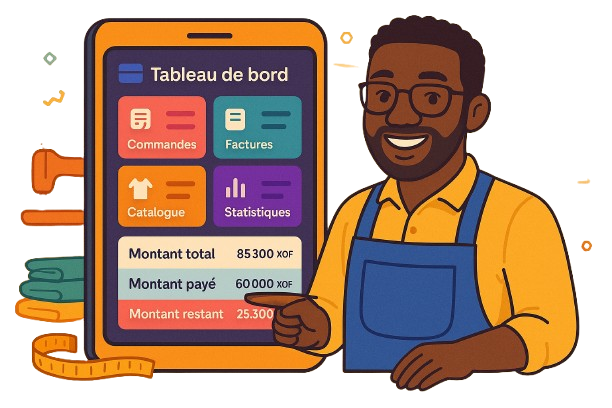 Tableau de bord
Commandes
Factures
Catalogue
Statistiques
Montant total 85 300 XOF
Montant payé 60 000 XOF
Montant restant 25.300